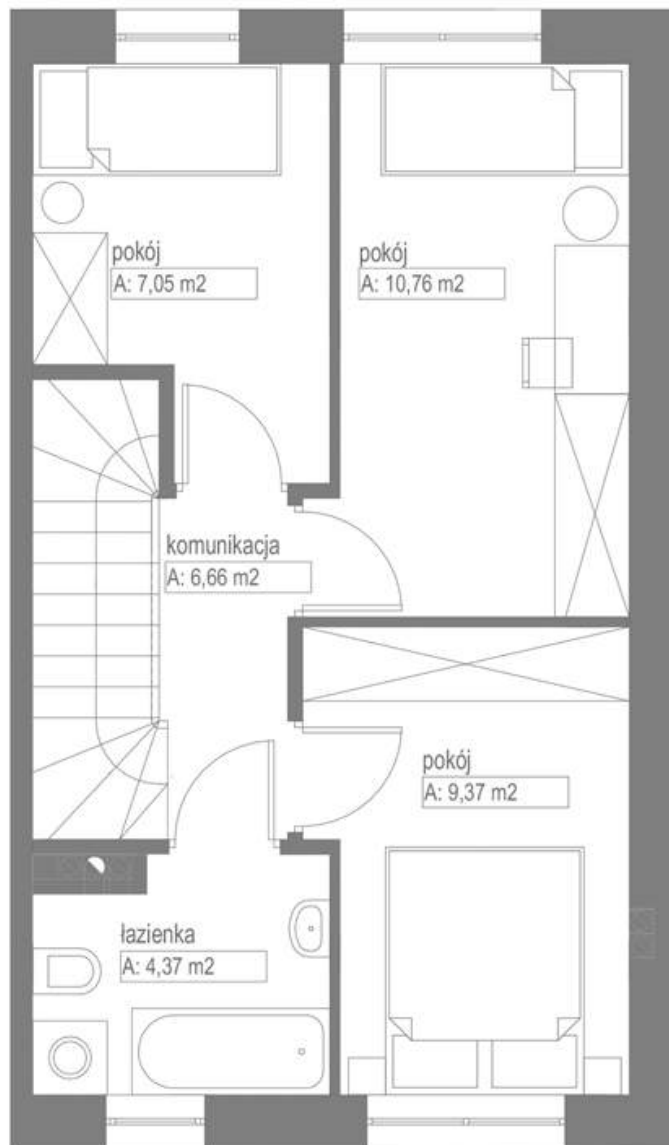 pokój
A: 7,05 m2
pokój
A: 10,76 m2
komunikacja
A: 6,66 m2
pokój
A: 9,37 m2
łazienka
A: 4,37 m2